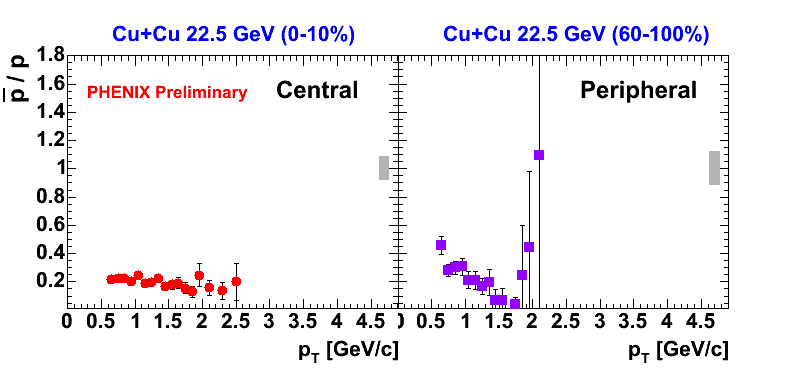 Cu+Cu 22.5 GeV (0-10%)
Cu+Cu 22.5 GeV (60-100%)
p̅ / p
1.8
1.6
1.4
1.2
1
0.8
0.6
0.4
0.2
PHENIX Preliminary
Central
Peripheral
0 0.5 1 1.5 2 2.5 3 3.5 4 4.5
0 0.5 1 1.5 2 2.5 3 3.5 4 4.5
pT [GeV/c]
pT [GeV/c]